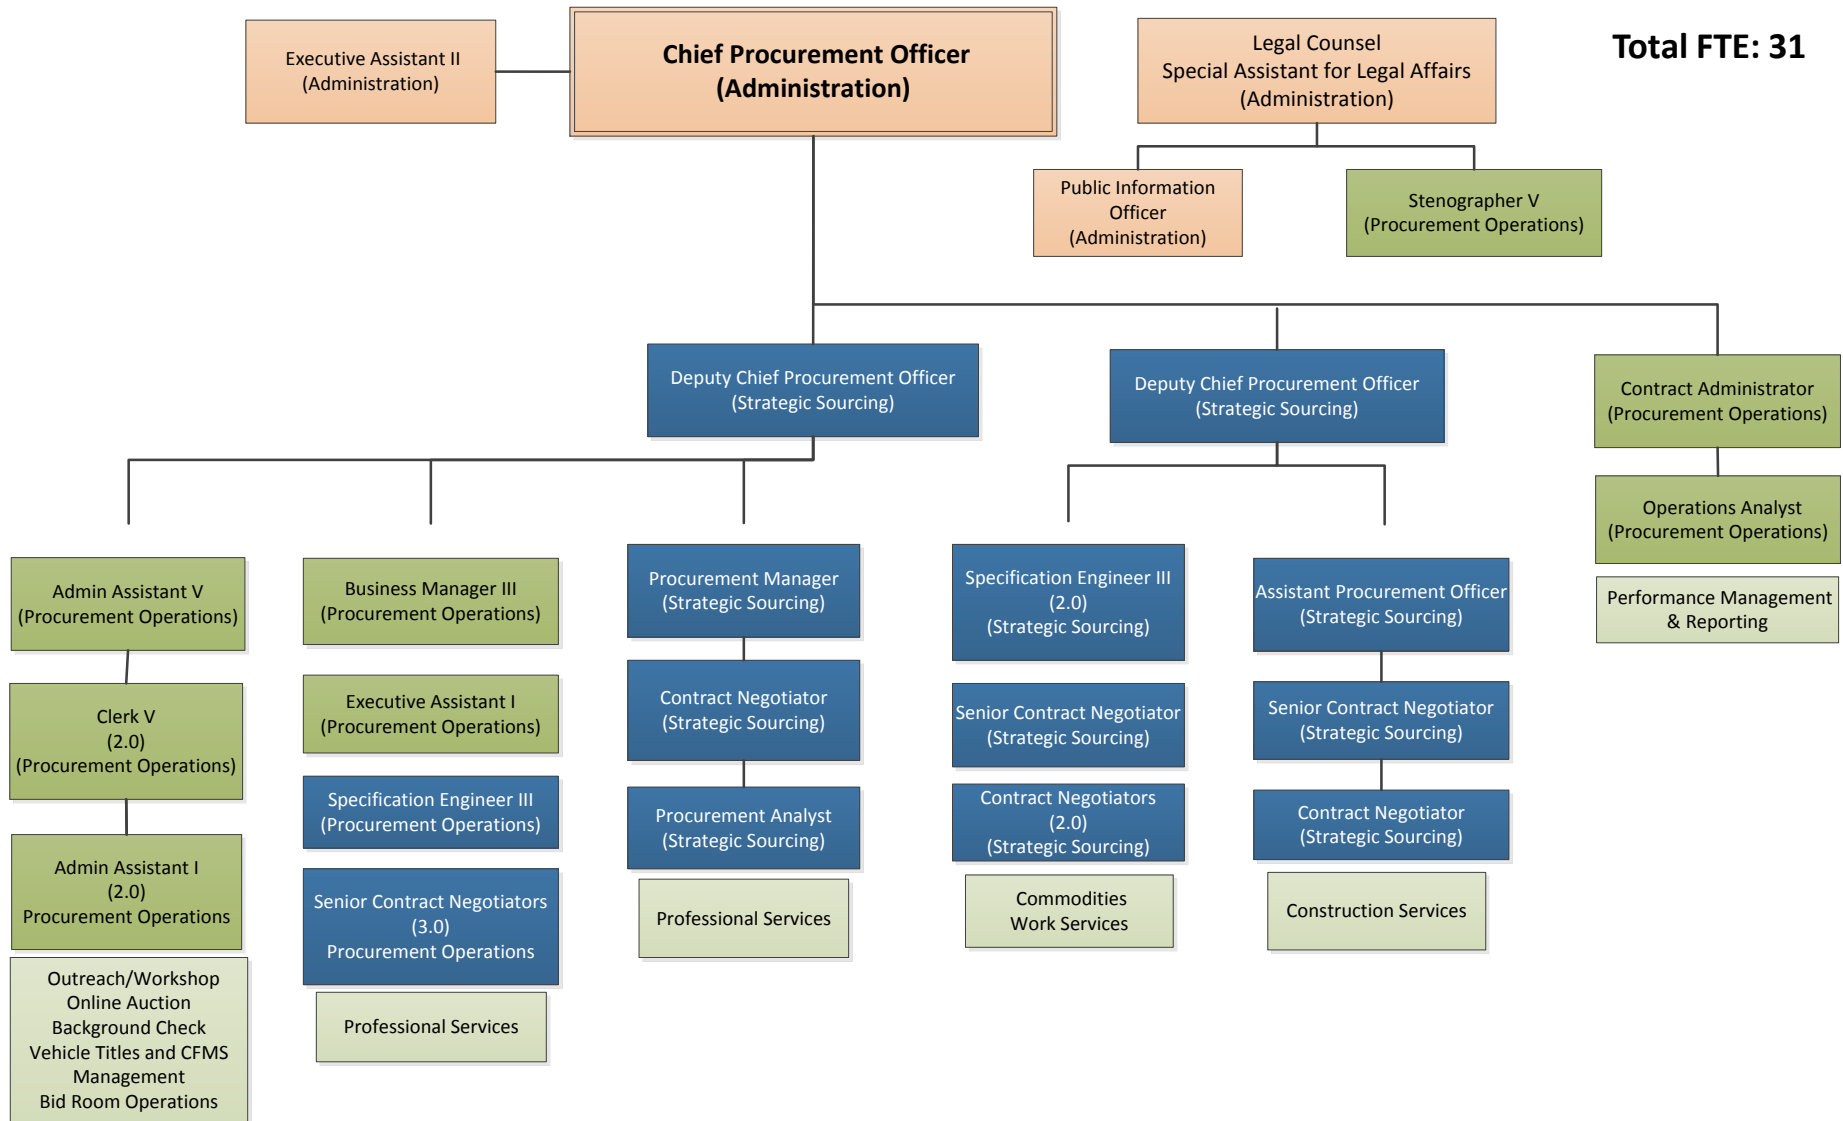 Executive Assistant II
(Administration)
Chief Procurement Officer
(Administration)
Legal Counsel
Special Assistant for Legal Affairs
(Administration)
Total FTE: 31
Public Information
Officer
(Administration)
Stenographer V
(Procurement Operations)
Deputy Chief Procurement Officer
(Strategic Sourcing)
Deputy Chief Procurement Officer
(Strategic Sourcing)
Contract Administrator
(Procurement Operations)
Operations Analyst
(Procurement Operations)
Performance Management
& Reporting
Admin Assistant V
(Procurement Operations)
Clerk V
(2.0)
(Procurement Operations)
Admin Assistant I
(2.0)
Procurement Operations
Outreach/Workshop
Online Auction
Background Check
Vehicle Titles and CFMS
Management
Bid Room Operations
Business Manager III
(Procurement Operations)
Executive Assistant I
(Procurement Operations)
Specification Engineer III
(Procurement Operations)
Senior Contract Negotiators
(3.0)
Procurement Operations
Professional Services
Procurement Manager
(Strategic Sourcing)
Contract Negotiator
(Strategic Sourcing)
Procurement Analyst
(Strategic Sourcing)
Professional Services
Specification Engineer III
(2.0)
(Strategic Sourcing)
Senior Contract Negotiator
(Strategic Sourcing)
Contract Negotiators
(2.0)
(Strategic Sourcing)
Commodities
Work Services
Assistant Procurement Officer
(Strategic Sourcing)
Senior Contract Negotiator
(Strategic Sourcing)
Contract Negotiator
(Strategic Sourcing)
Construction Services